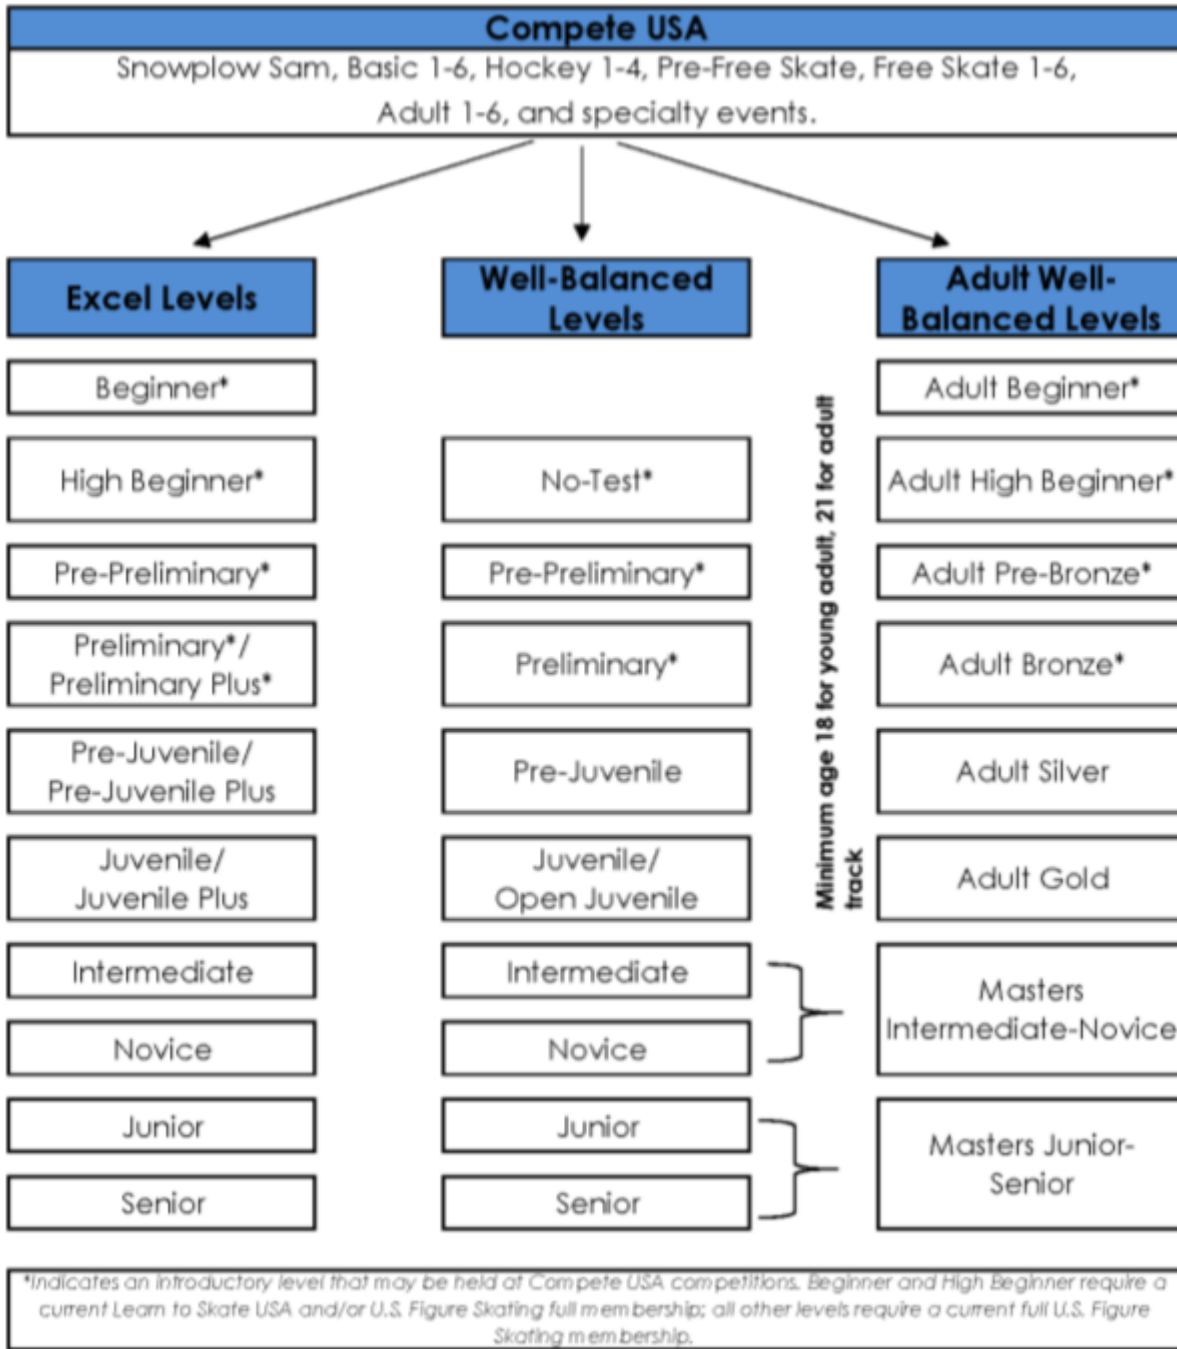 Compete USA
Snowplow Sam, Basic 1-6, Hockey 1-4, Pre-Free Skate, Free Skate 1-6,
Adult 1-6, and specialty events.
Excel Levels
Beginner*
High Beginner*
Pre-Preliminary*
Preliminary*/
Preliminary Plus*
Pre-Juvenile/
Pre-Juvenile Plus
Juvenile/
Juvenile Plus
Intermediate
Novice
Junior
Senior
Well-Balanced
Levels
No-Test*
Pre-Preliminary*
Preliminary*
Pre-Juvenile
Juvenile/
Open Juvenile
Intermediate
Novice
Junior
Senior
Minimum age 18 for young adult, 21 for adult
track
Adult Well-
Balanced Levels
Adult Beginner*
Adult High Beginner*
Adult Pre-Bronze*
Adult Bronze*
Adult Silver
Adult Gold
Masters
Intermediate-Novice
Masters Junior-
Senior
*Indicates an introductory level that may be held at Compete USA competitions. Beginner and High Beginner require a
current Learn to Skate USA and/or U.S. Figure Skating full membership; all other levels require a current full U.S. Figure
Skating membership.